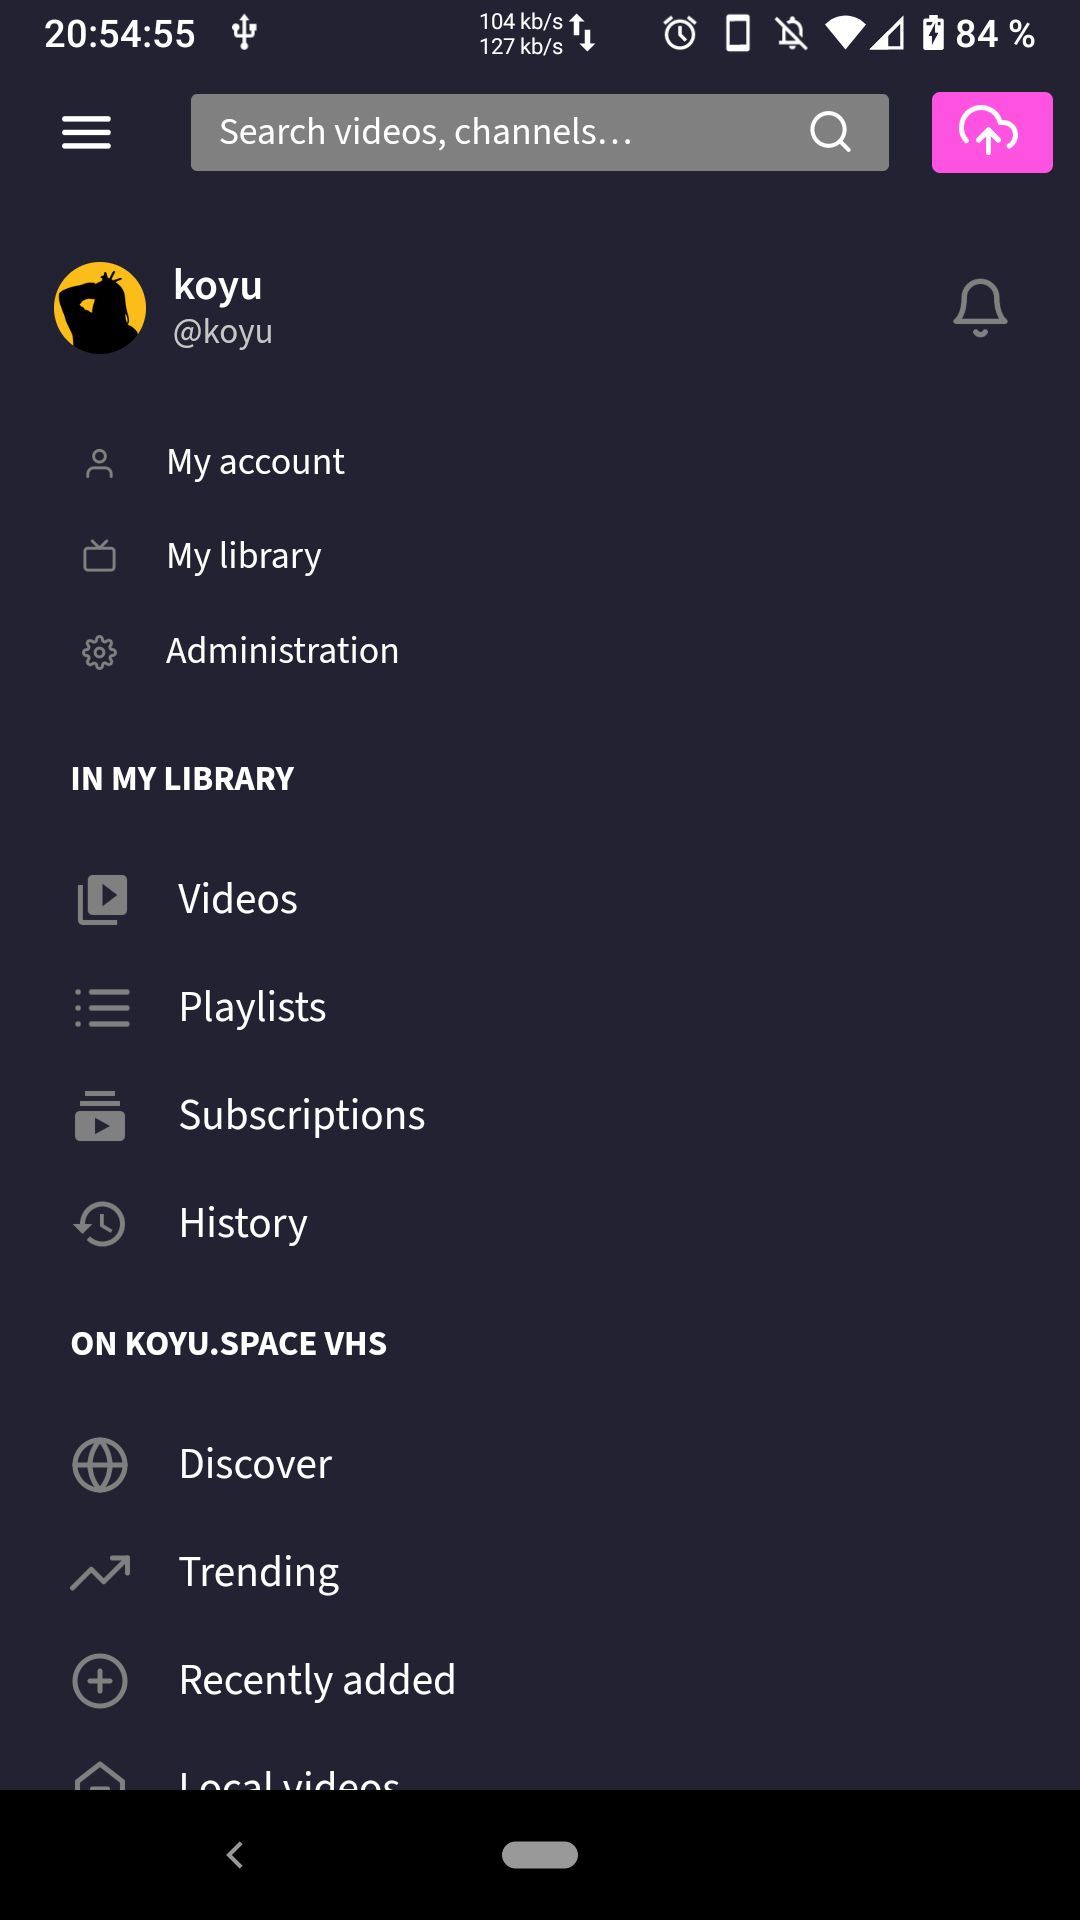 20:54:55
104 kb/s
127 kb/s
84 %
Search videos, channels…
koyu
@koyu
My account
My library
Administration
IN MY LIBRARY
Videos
Playlists
Subscriptions
History
ON KOYU.SPACE VHS
Discover
Trending
Recently added
Local videos